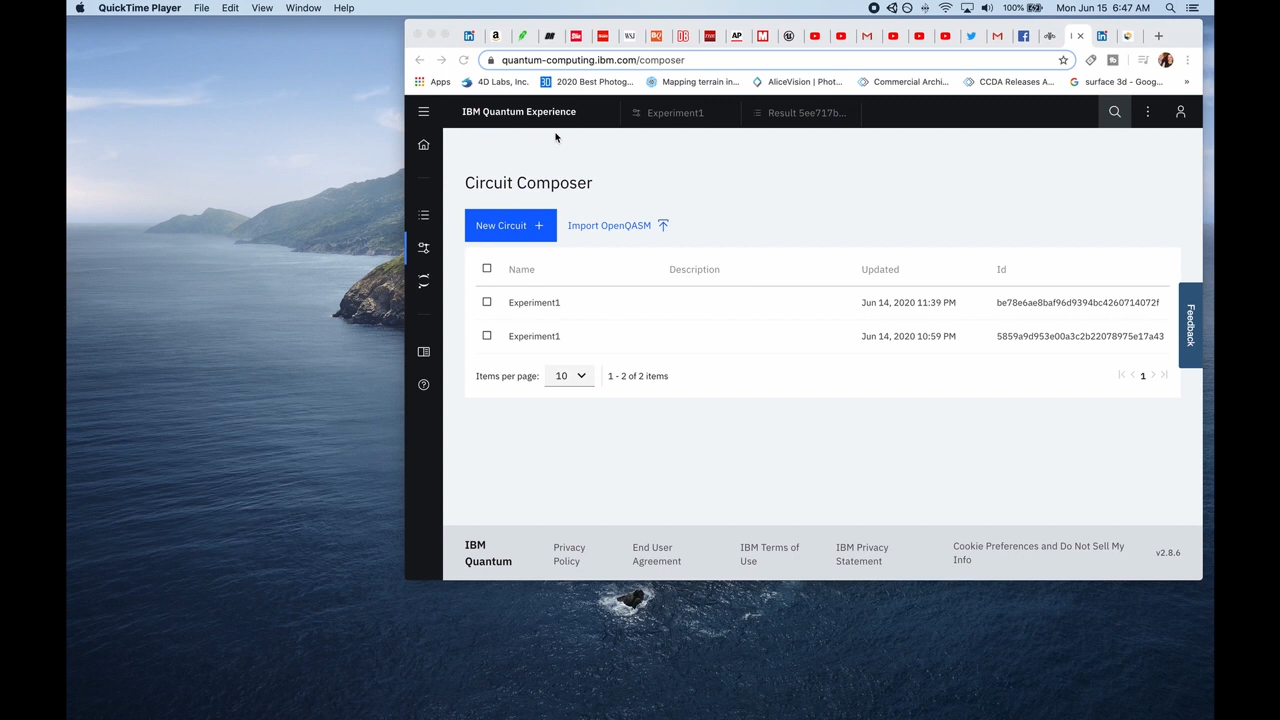 QuickTime Player File Edit View Window Help 100% Mon Jun 15 6:47 AM
quantum-computing.ibm.com/composer
Apps 4D Labs, Inc. 2020 Best Photog... Mapping terrain in... AliceVision | Phot... Commercial Archi... CCDA Releases A... surface 3d - Goog... »
IBM Quantum Experience Experiment1 Result 5ee717b...
Circuit Composer
New Circuit + Import OpenQASM
Name Description Updated Id
Experiment1 Jun 14, 2020 11:39 PM be78e6ae8baf96d9394bc4260714072f
Experiment1 Jun 14, 2020 10:59 PM 5859a9d953e00a3c2b22078975e17a43
Feedback
Items per page: 10 1 - 2 of 2 items 1
IBM Quantum
Privacy Policy
End User Agreement
IBM Terms of Use
IBM Privacy Statement
Cookie Preferences and Do Not Sell My Info
v2.8.6